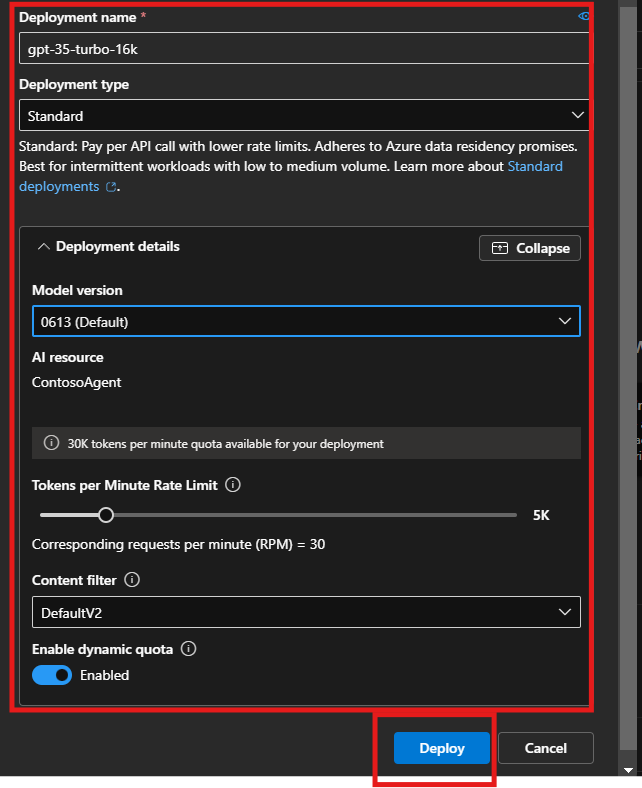 Deployment name *
gpt-35-turbo-16k
Deployment type
Standard
Standard: Pay per API call with lower rate limits. Adheres to Azure data residency promises.
Best for intermittent workloads with low to medium volume. Learn more about Standard
deployments.
Deployment details
Collapse
Model version
0613 (Default)
AI resource
ContosoAgent
30K tokens per minute quota available for your deployment
Tokens per Minute Rate Limit
5K
Corresponding requests per minute (RPM) = 30
Content filter
DefaultV2
Enable dynamic quota
Enabled
Deploy
Cancel